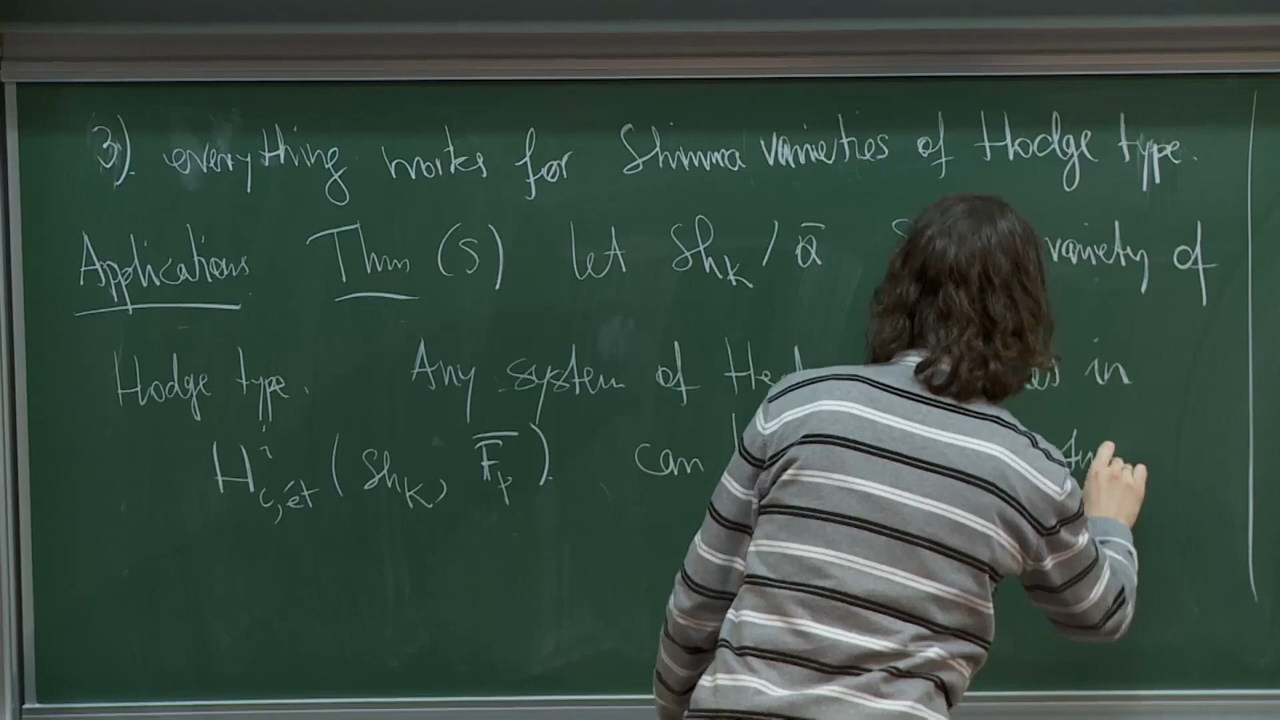 3). everything works for Shimura varieties of Hodge type.
Applications Thm (S) Let Sh_K / Q̄ S variety of
Hodge type. Any system of He in
H^i_{c,ét} (Sh_K, F̄_p). can